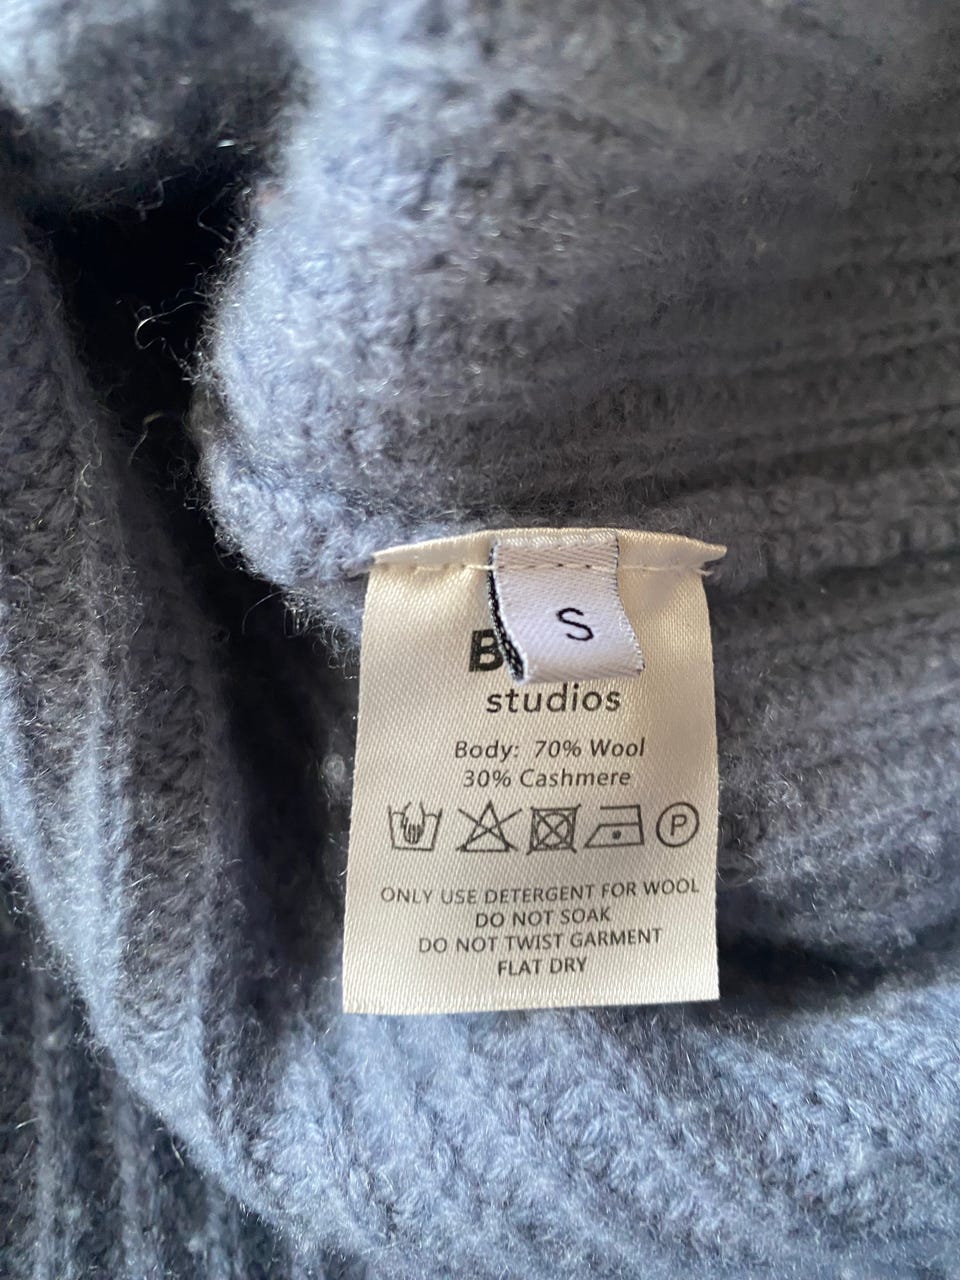 S
studios
Body: 70% Wool
30% Cashmere
P
ONLY USE DETERGENT FOR WOOL
DO NOT SOAK
DO NOT TWIST GARMENT
FLAT DRY